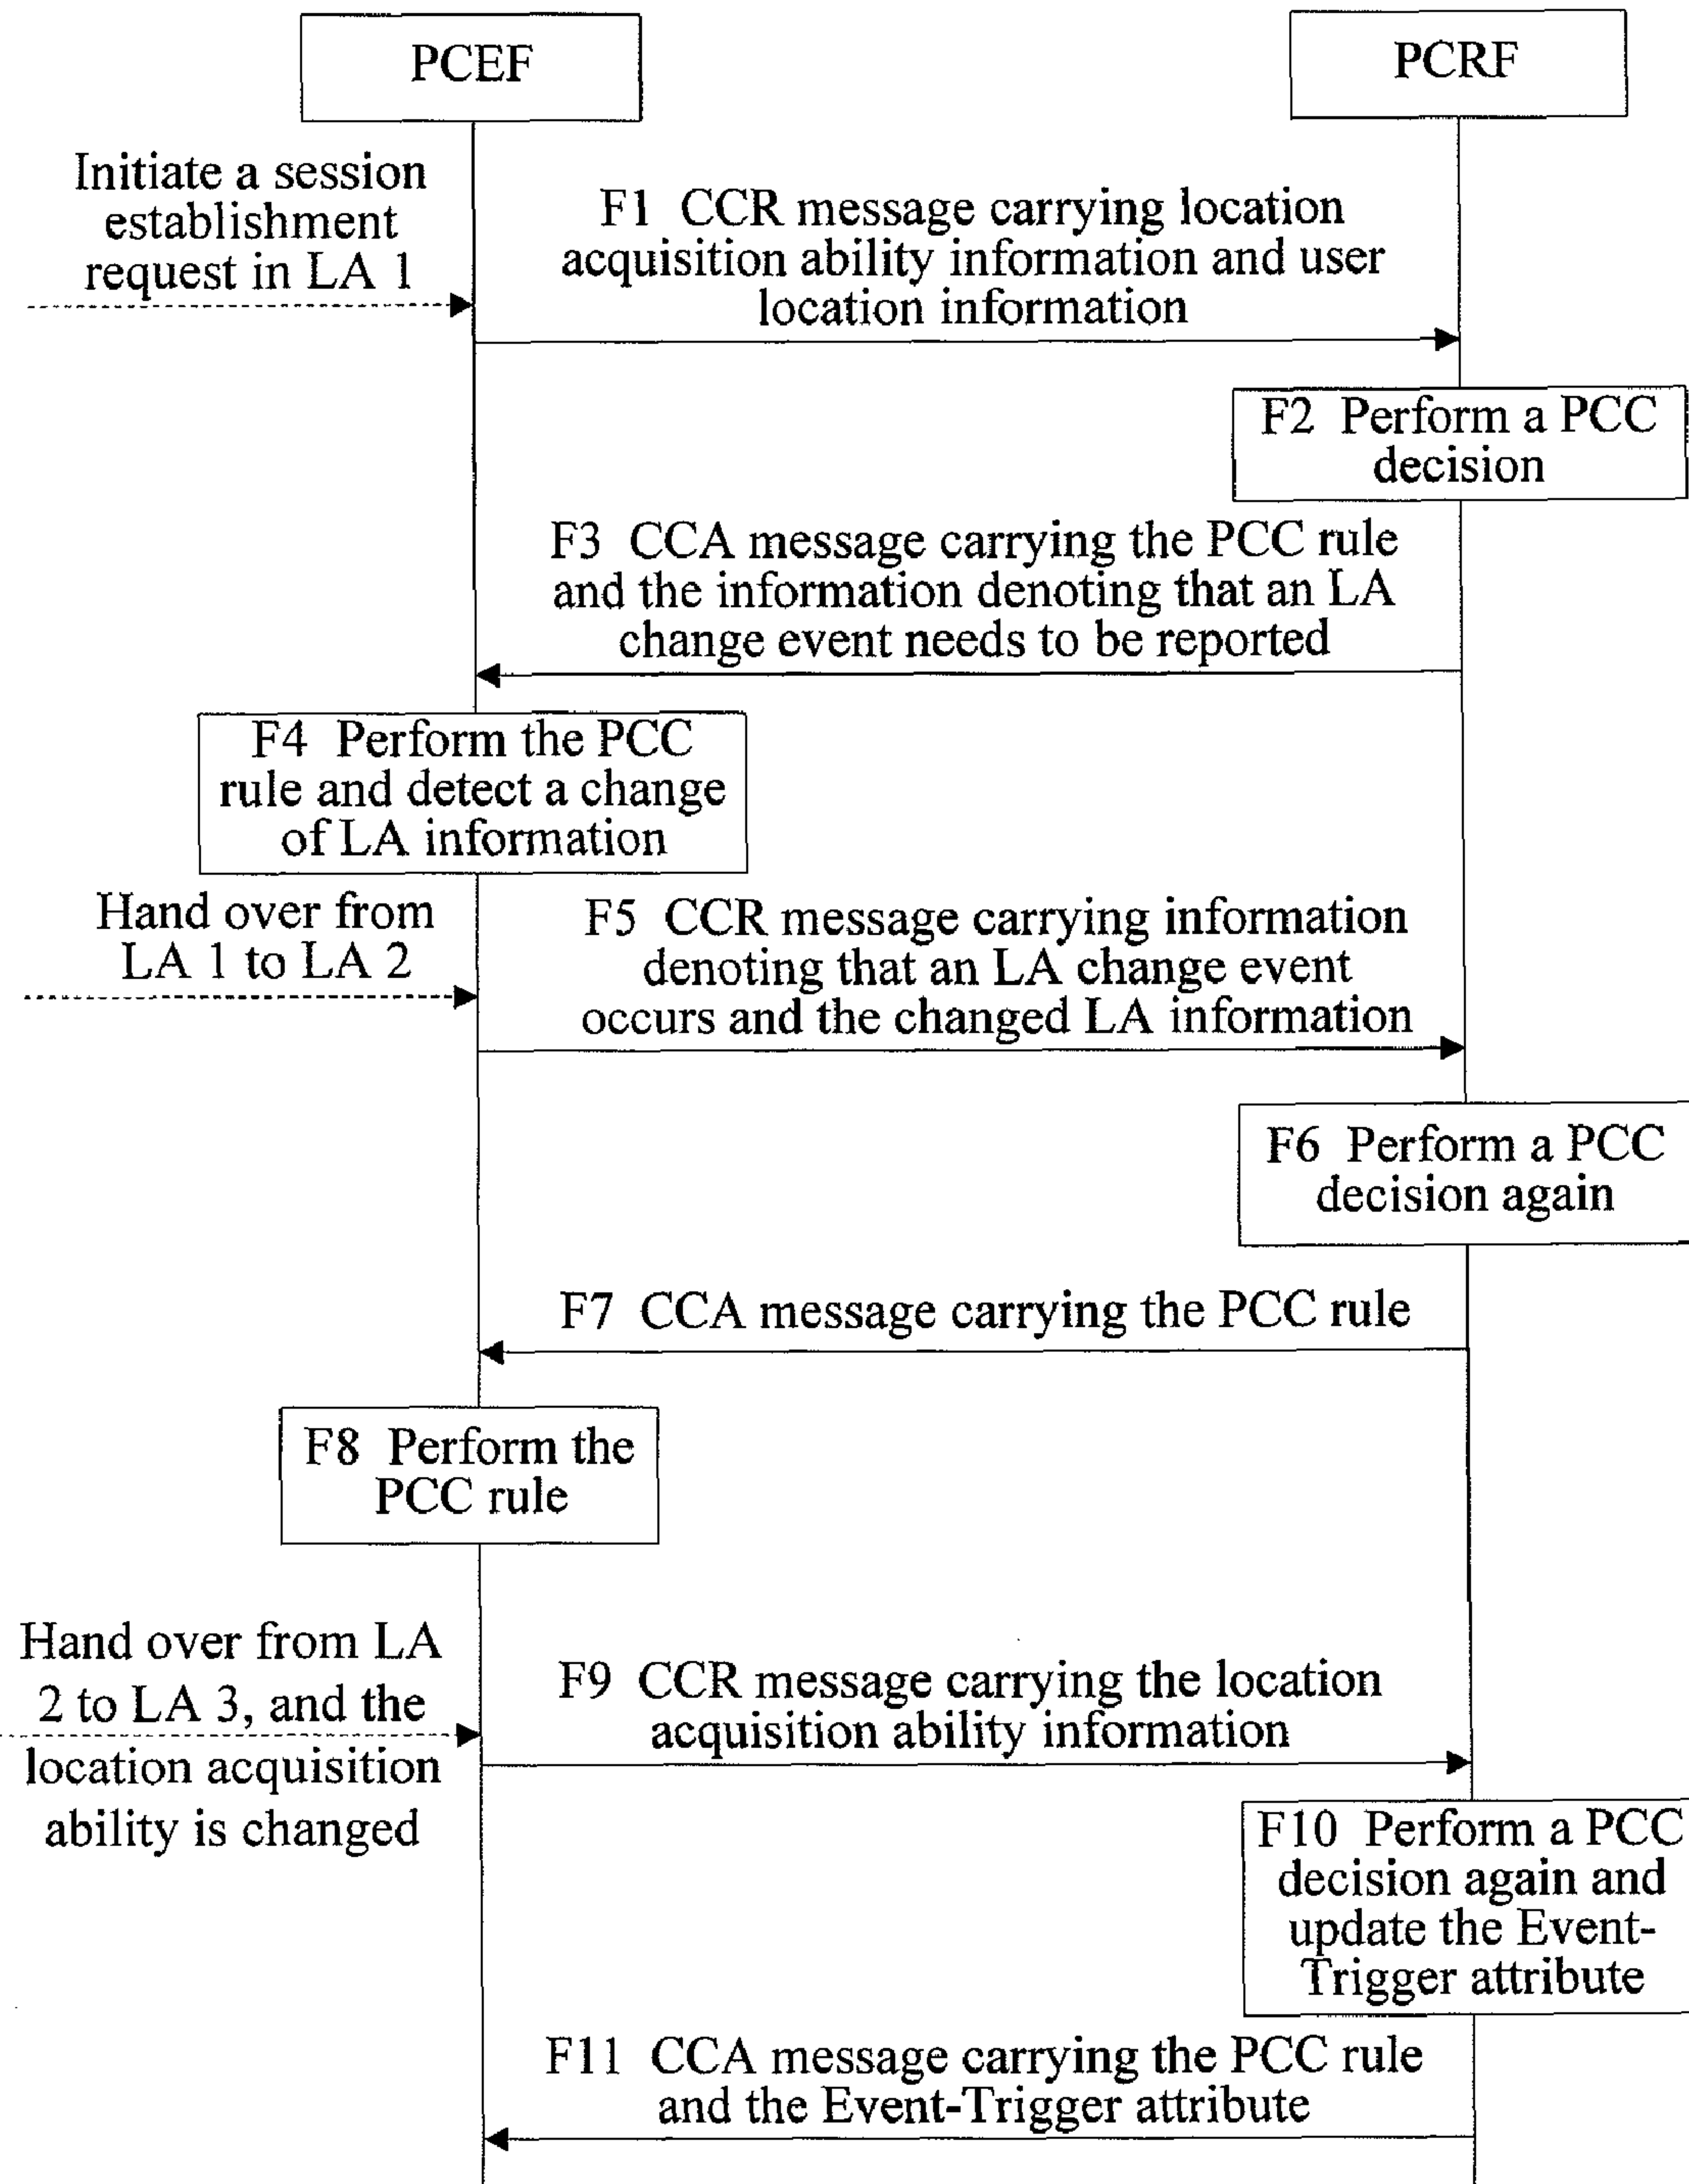 PCEF
PCRF
Initiate a session
establishment
request in LA 1
F1 CCR message carrying location
acquisition ability information and user
location information
F2 Perform a PCC
decision
F3 CCA message carrying the PCC rule
and the information denoting that an LA
change event needs to be reported
F4 Perform the PCC
rule and detect a change
of LA information
Hand over from
LA 1 to LA 2
F5 CCR message carrying information
denoting that an LA change event
occurs and the changed LA information
F6 Perform a PCC
decision again
F7 CCA message carrying the PCC rule
F8 Perform the
PCC rule
Hand over from LA
2 to LA 3, and the
location acquisition
ability is changed
F9 CCR message carrying the location
acquisition ability information
F10 Perform a PCC
decision again and
update the Event-
Trigger attribute
F11 CCA message carrying the PCC rule
and the Event-Trigger attribute